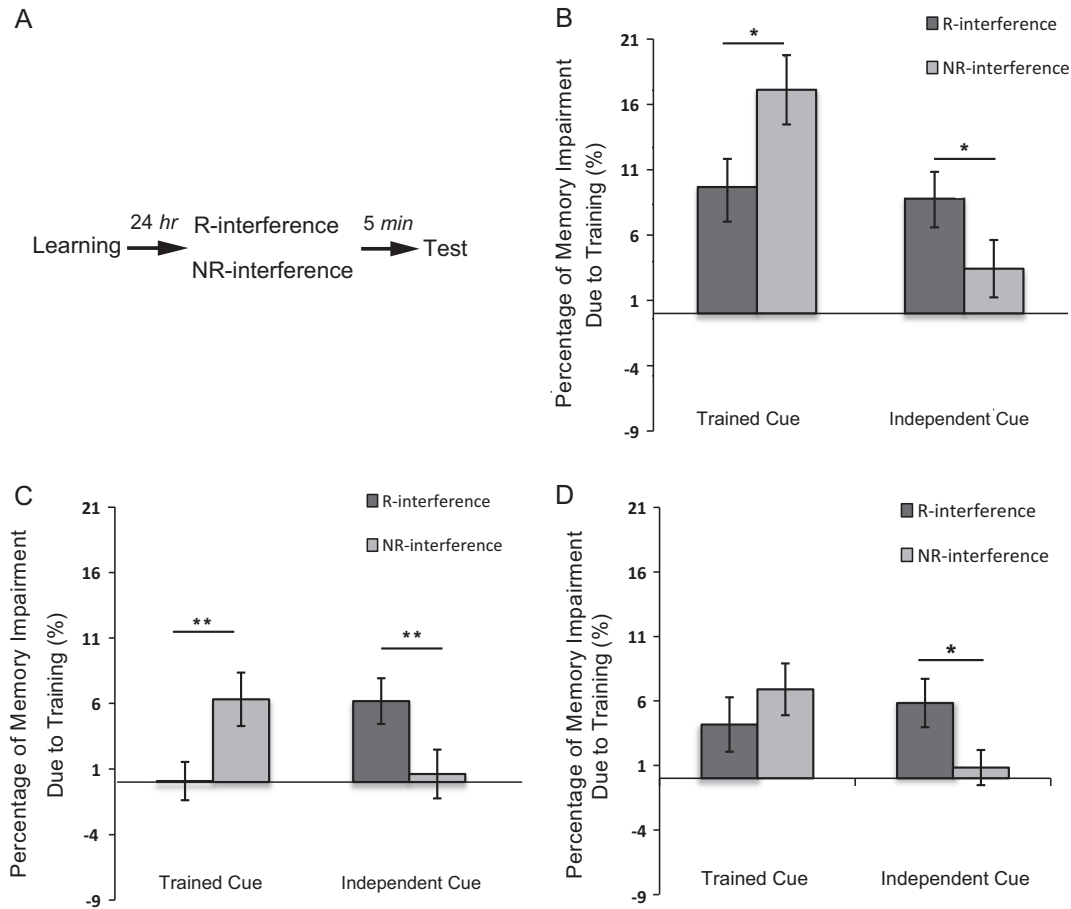 A
Learning
24 hr
R-interference
NR-interference
5 min
Test
B
Percentage of Memory Impairment
Due to Training (%)
21
16
11
6
1
-4
-9
R-interference
NR-interference
*
*
Trained Cue
Independent Cue
C
Percentage of Memory Impairment
Due to Training (%)
21
16
11
6
1
-4
-9
R-interference
NR-interference
**
**
Trained Cue
Independent Cue
D
Percentage of Memory Impairment
Due to Training (%)
21
16
11
6
1
-4
-9
R-interference
NR-interference
*
Trained Cue
Independent Cue